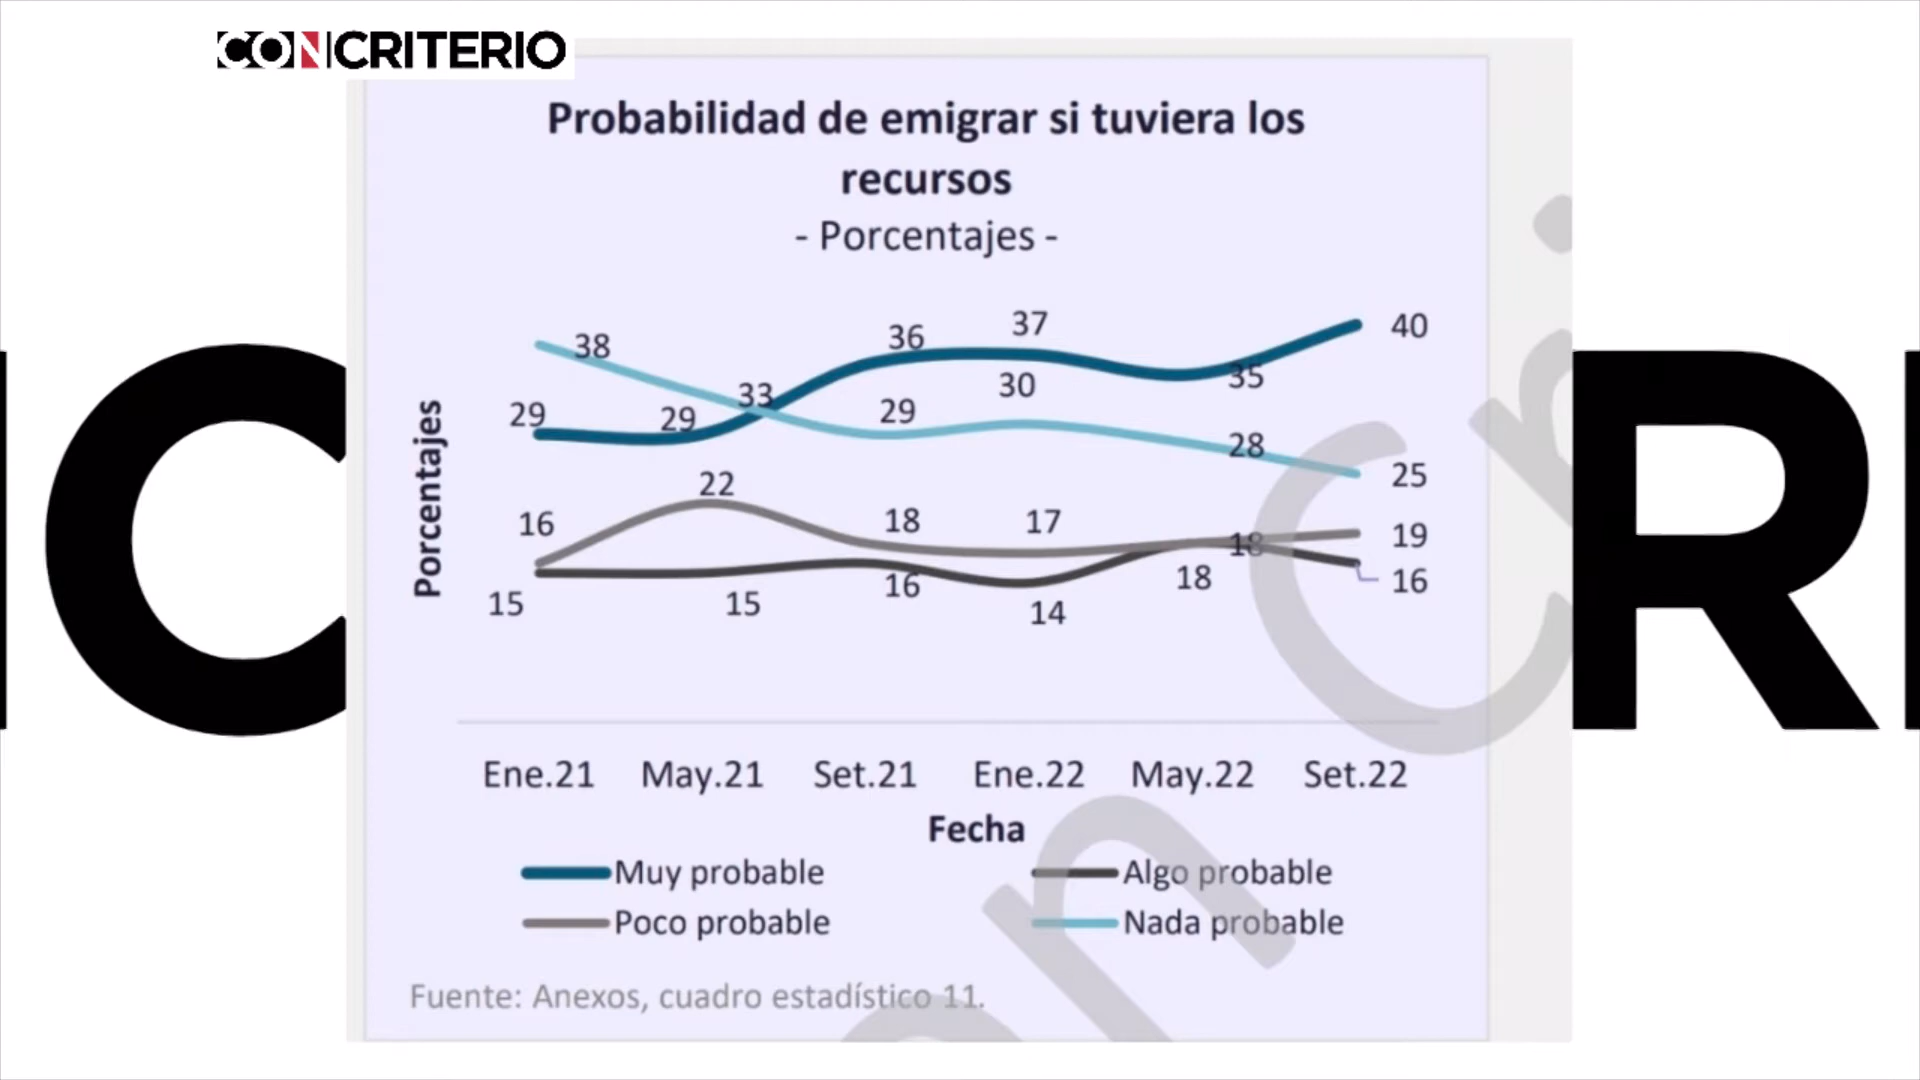 CONCRITERIO
Probabilidad de emigrar si tuviera los
recursos
- Porcentajes -
Porcentajes
38
36
37
40
29
29
33
29
30
35
28
25
16
22
18
17
18
19
15
15
16
14
18
16
Ene.21 May.21 Set.21 Ene.22 May.22 Set.22
Fecha
Muy probable Algo probable
Poco probable Nada probable
Fuente: Anexos, cuadro estadístico 11.